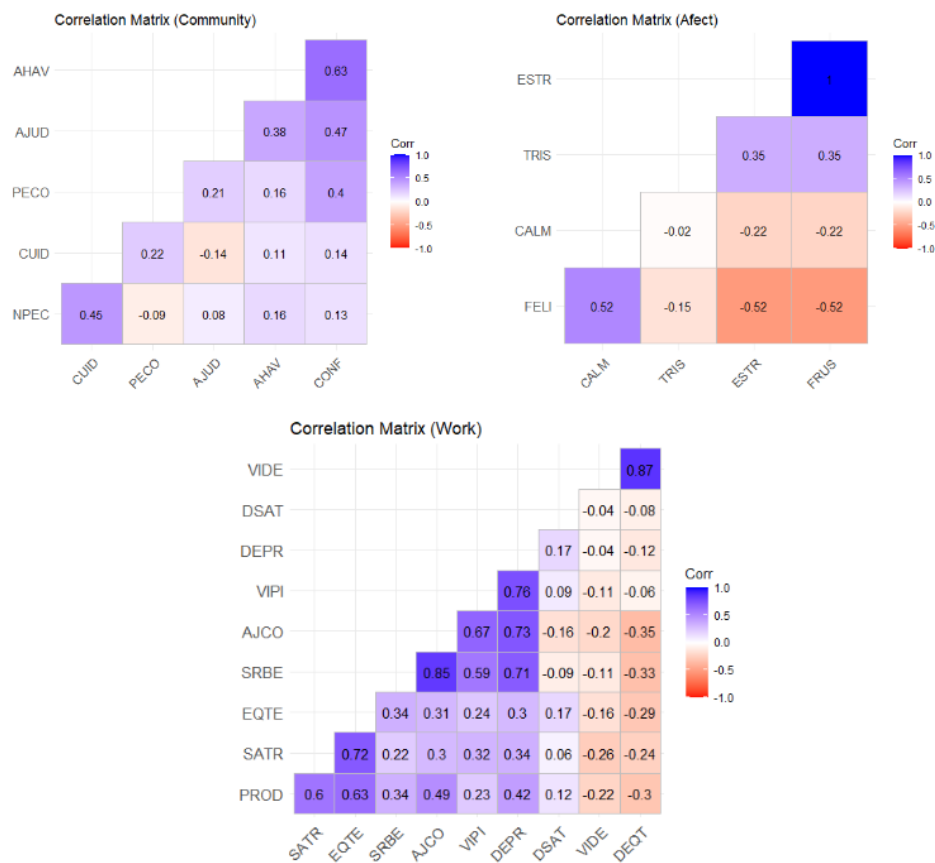 Correlation Matrix (Community)
AHAV 0.63
AJUD 0.38 0.47
PECO 0.21 0.16 0.4
CUID 0.22 -0.14 0.11 0.14
NPEC 0.45 -0.09 0.08 0.16 0.13
CUID PECO AJUD AHAV CONF
Corr
1.0
0.5
0.0
-0.5
-1.0
Correlation Matrix (Afect)
ESTR 1
TRIS 0.35 0.35
CALM -0.02 -0.22 -0.22
FELI 0.52 -0.15 -0.52 -0.52
CALM TRIS ESTR FRUS
Corr
1.0
0.5
0.0
-0.5
-1.0
Correlation Matrix (Work)
VIDE 0.87
DSAT -0.04 -0.08
DEPR 0.17 -0.04 -0.12
VIPI 0.76 0.09 -0.11 -0.06
AJCO 0.67 0.73 -0.16 -0.2 -0.35
SRBE 0.85 0.59 0.71 -0.09 -0.11 -0.33
EQTE 0.34 0.31 0.24 0.3 0.17 -0.16 -0.29
SATR 0.72 0.22 0.3 0.32 0.34 0.06 -0.26 -0.24
PROD 0.6 0.63 0.34 0.49 0.23 0.42 0.12 -0.22 -0.3
SATR EQTE SRBE AJCO VIPI DEPR DSAT VIDE DEQT
Corr
1.0
0.5
0.0
-0.5
-1.0